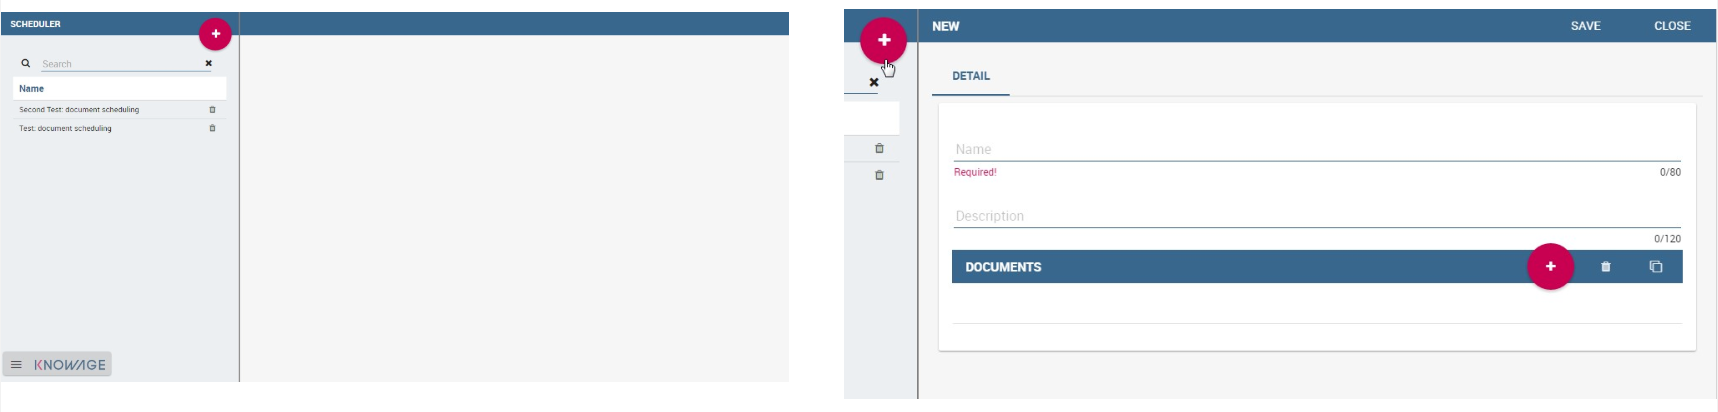 SCHEDULER
Search
Name
Second Test: document scheduling
Test: document scheduling
KNOWAGE
NEW SAVE CLOSE
DETAIL
Name
Required! 0/80
Description
0/120
DOCUMENTS